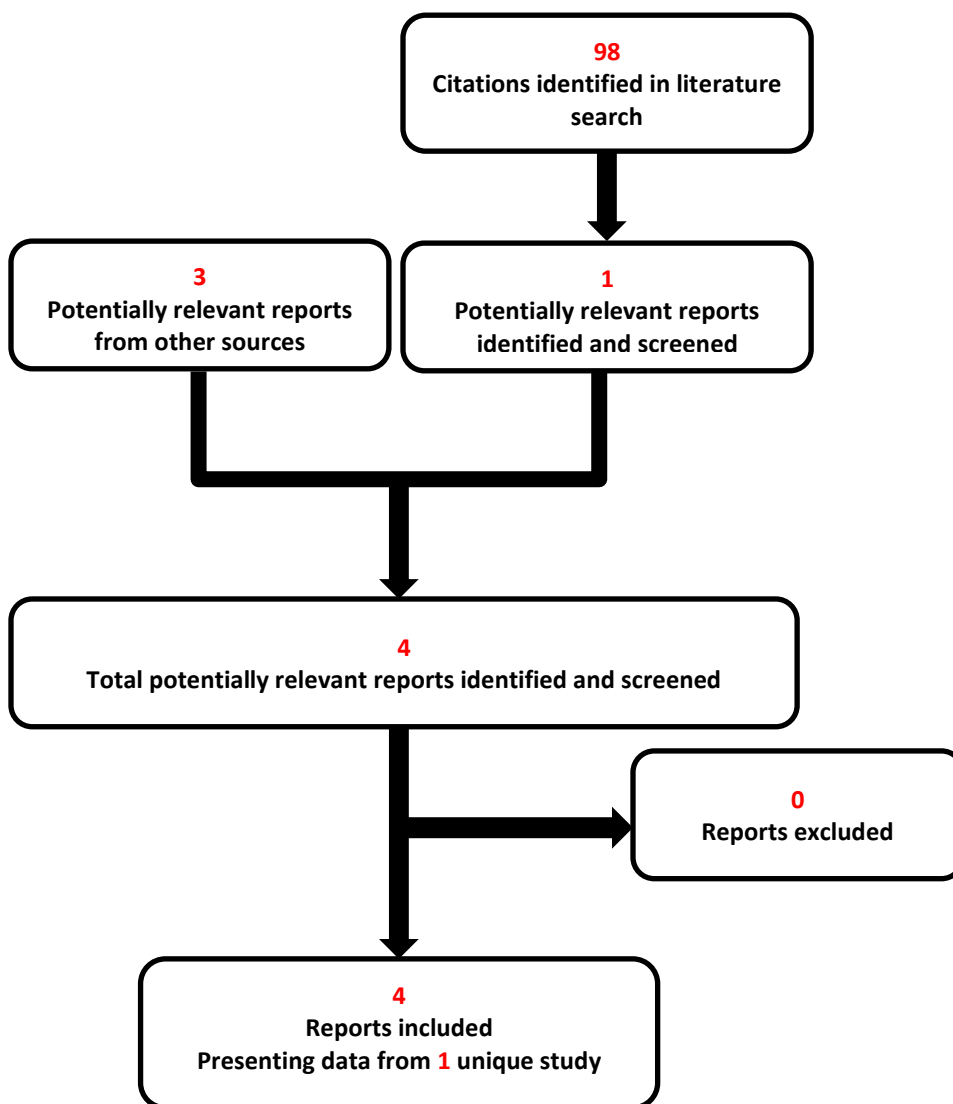 98
Citations identified in literature
search
3
Potentially relevant reports
from other sources
1
Potentially relevant reports
identified and screened
4
Total potentially relevant reports identified and screened
0
Reports excluded
4
Reports included
Presenting data from 1 unique study